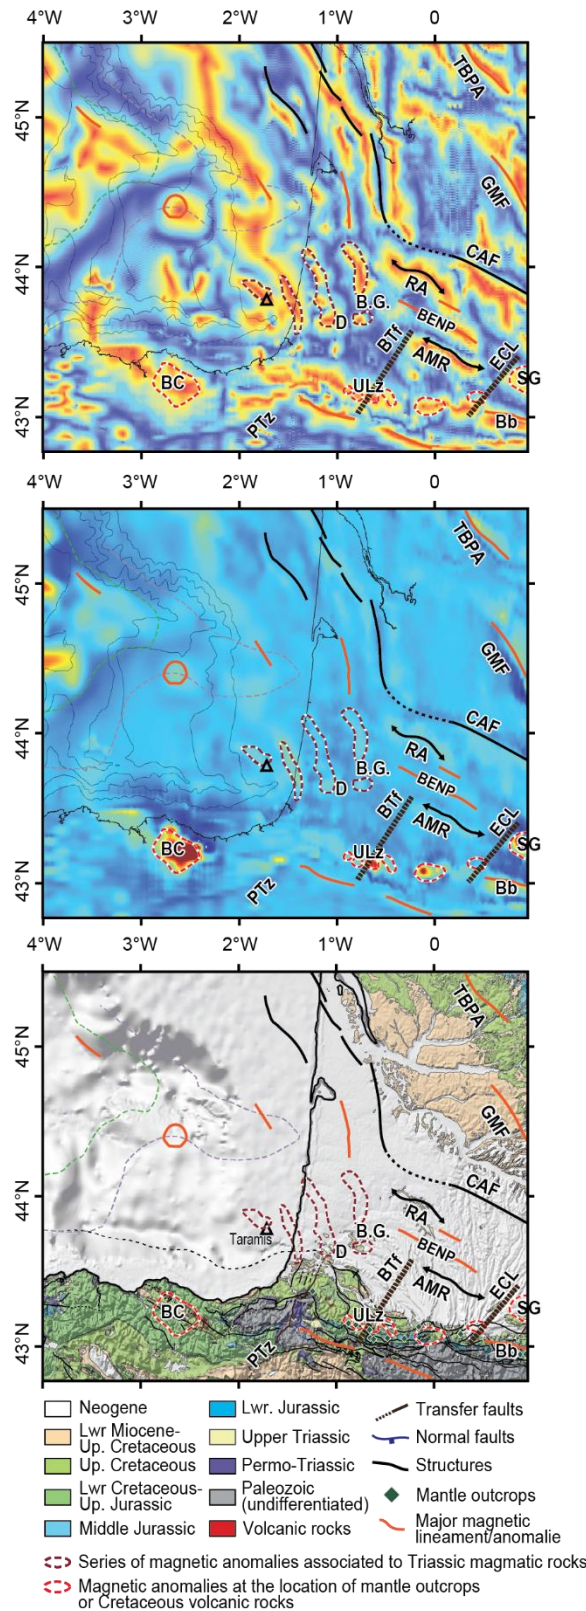 4°W 3°W 2°W 1°W 0
45°N
TBPA
GMF
44°N
CAF
RA
B.G.
D
BENP
BTf
AMR
ECL
SG
BC
ULz
43°N
PTz
Bb
4°W 3°W 2°W 1°W 0
45°N
TBPA
GMF
44°N
CAF
RA
B.G.
D
BENP
BTf
AMR
ECL
SG
BC
ULz
43°N
PTz
Bb
4°W 3°W 2°W 1°W 0
45°N
TBPA
GMF
44°N
CAF
RA
Taramis
B.G.
D
BENP
BTf
AMR
ECL
SG
BC
ULz
43°N
PTz
Bb
Neogene
Lwr Miocene-
Up. Cretaceous
Up. Cretaceous
Lwr Cretaceous-
Up. Jurassic
Middle Jurassic
Lwr. Jurassic
Upper Triassic
Permo-Triassic
Paleozoic
(undifferentiated)
Volcanic rocks
Transfer faults
Normal faults
Structures
Mantle outcrops
Major magnetic
lineament/anomalie
Series of magnetic anomalies associated to Triassic magmatic rocks
Magnetic anomalies at the location of mantle outcrops
or Cretaceous volcanic rocks